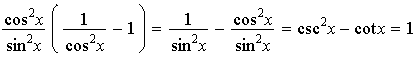 cos²x/sin²x (1/cos²x − 1) = 1/sin²x − cos²x/sin²x = csc²x − cotx = 1